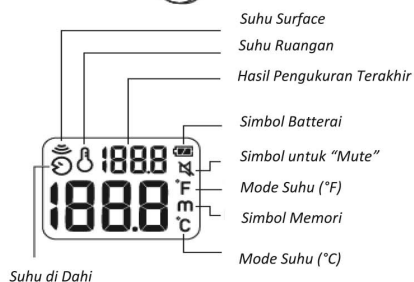 Suhu Surface
Suhu Ruangan
Hasil Pengukuran Terakhir
Simbol Batterai
188.8
Simbol untuk “Mute”
°F
Mode Suhu (°F)
188.8
m
Simbol Memori
°C
Mode Suhu (°C)
Suhu di Dahi